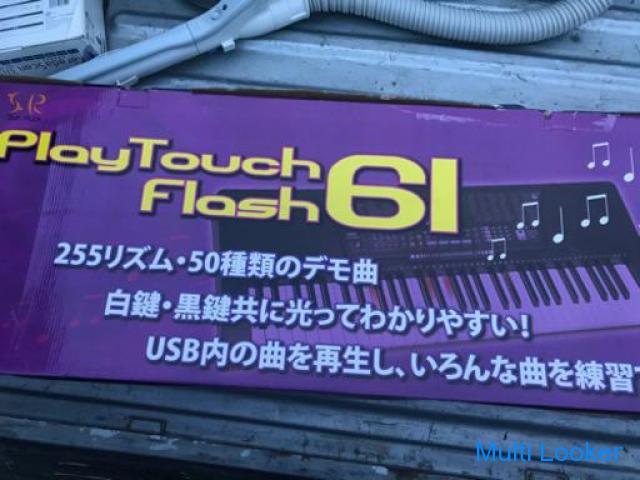 PlayTouch
Flash61
255リズム・50種類のデモ曲
白鍵・黒鍵共に光ってわかりやすい!
USB内の曲を再生し、いろんな曲を練習
Multi Looker